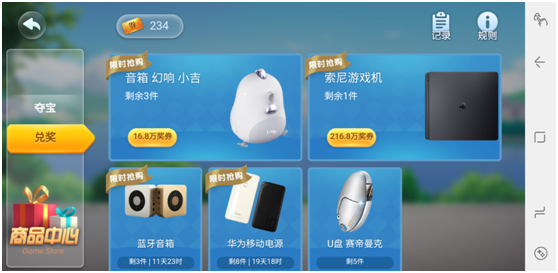 234
记录
规则
夺宝
兑奖
商品中心
Game Store
限时抢购
音箱 幻响 小吉
剩余3件
16.8万奖券
限时抢购
索尼游戏机
剩余1件
216.8万奖券
限时抢购
蓝牙音箱
剩3件 | 11天23时
限时抢购
华为移动电源
剩8件 | 19天18时
U盘 赛帝曼克
剩5件